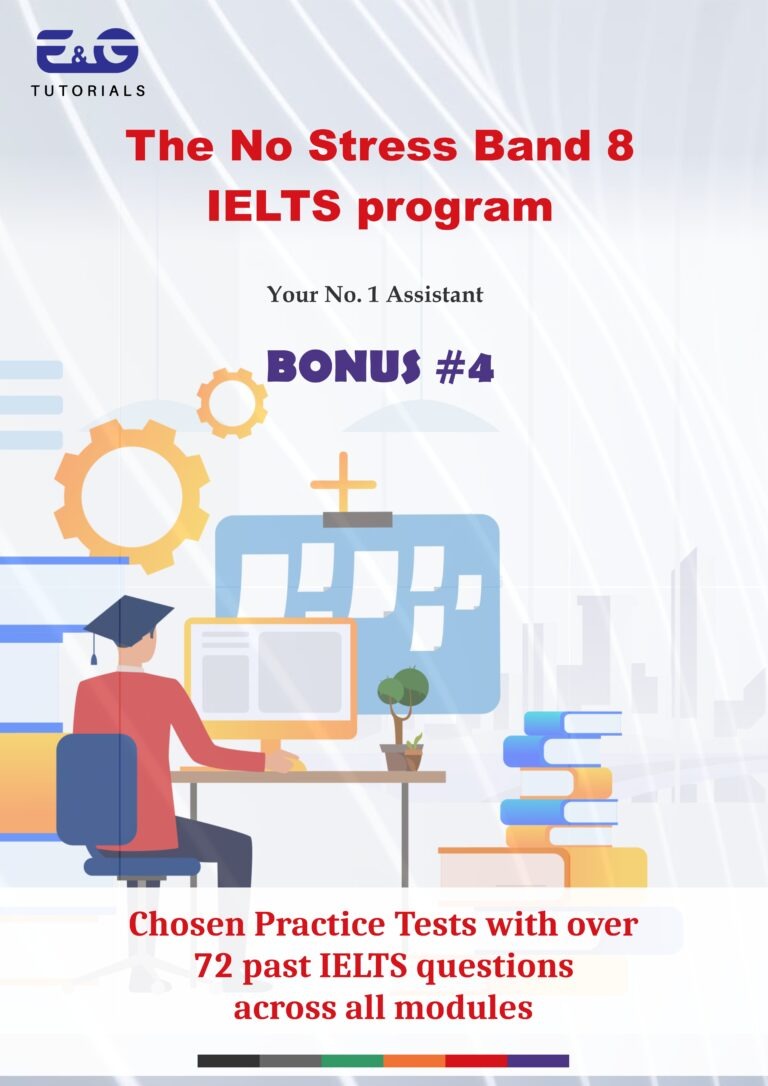 E&G
TUTORIALS
The No Stress Band 8
IELTS program
Your No. 1 Assistant
BONUS #4
Chosen Practice Tests with over
72 past IELTS questions
across all modules